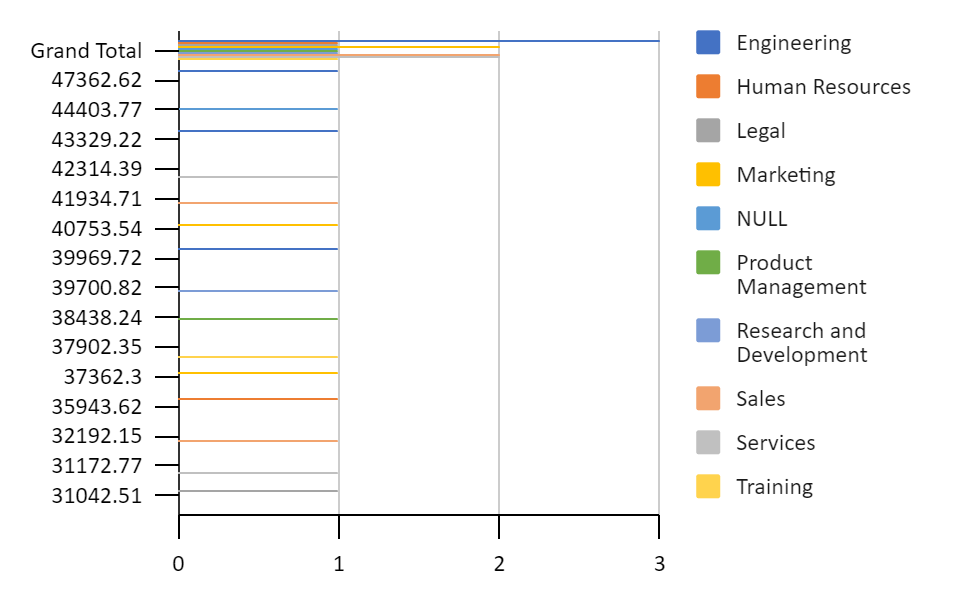 Grand Total
47362.62
44403.77
43329.22
42314.39
41934.71
40753.54
39969.72
39700.82
38438.24
37902.35
37362.3
35943.62
32192.15
31172.77
31042.51
0 1 2 3
Engineering
Human Resources
Legal
Marketing
NULL
Product
Management
Research and
Development
Sales
Services
Training